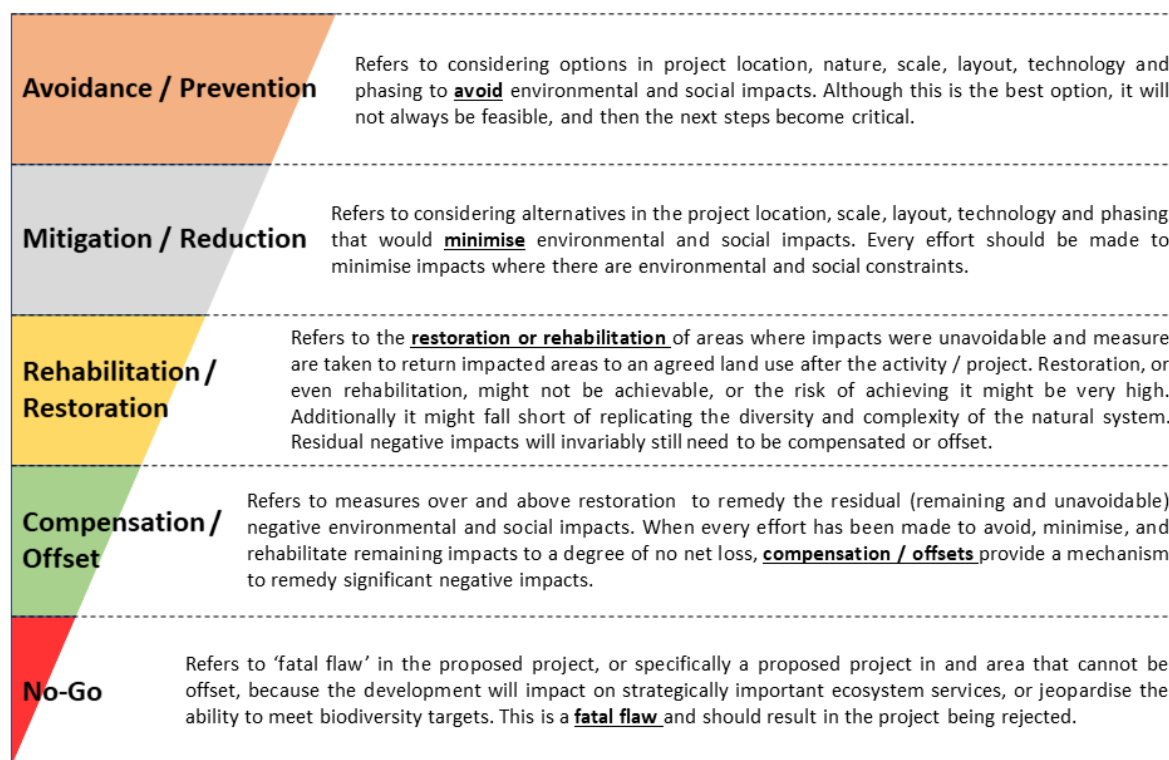 Avoidance / Prevention
Refers to considering options in project location, nature, scale, layout, technology and
phasing to avoid environmental and social impacts. Although this is the best option, it will
not always be feasible, and then the next steps become critical.
Mitigation / Reduction
Refers to considering alternatives in the project location, scale, layout, technology and phasing
that would minimise environmental and social impacts. Every effort should be made to
minimise impacts where there are environmental and social constraints.
Rehabilitation /
Restoration
Refers to the restoration or rehabilitation of areas where impacts were unavoidable and measure
are taken to return impacted areas to an agreed land use after the activity / project. Restoration, or
even rehabilitation, might not be achievable, or the risk of achieving it might be very high.
Additionally it might fall short of replicating the diversity and complexity of the natural system.
Residual negative impacts will invariably still need to be compensated or offset.
Compensation /
Offset
Refers to measures over and above restoration to remedy the residual (remaining and unavoidable)
negative environmental and social impacts. When every effort has been made to avoid, minimise, and
rehabilitate remaining impacts to a degree of no net loss, compensation / offsets provide a mechanism
to remedy significant negative impacts.
No-Go
Refers to ‘fatal flaw’ in the proposed project, or specifically a proposed project in and area that cannot be
offset, because the development will impact on strategically important ecosystem services, or jeopardise the
ability to meet biodiversity targets. This is a fatal flaw and should result in the project being rejected.